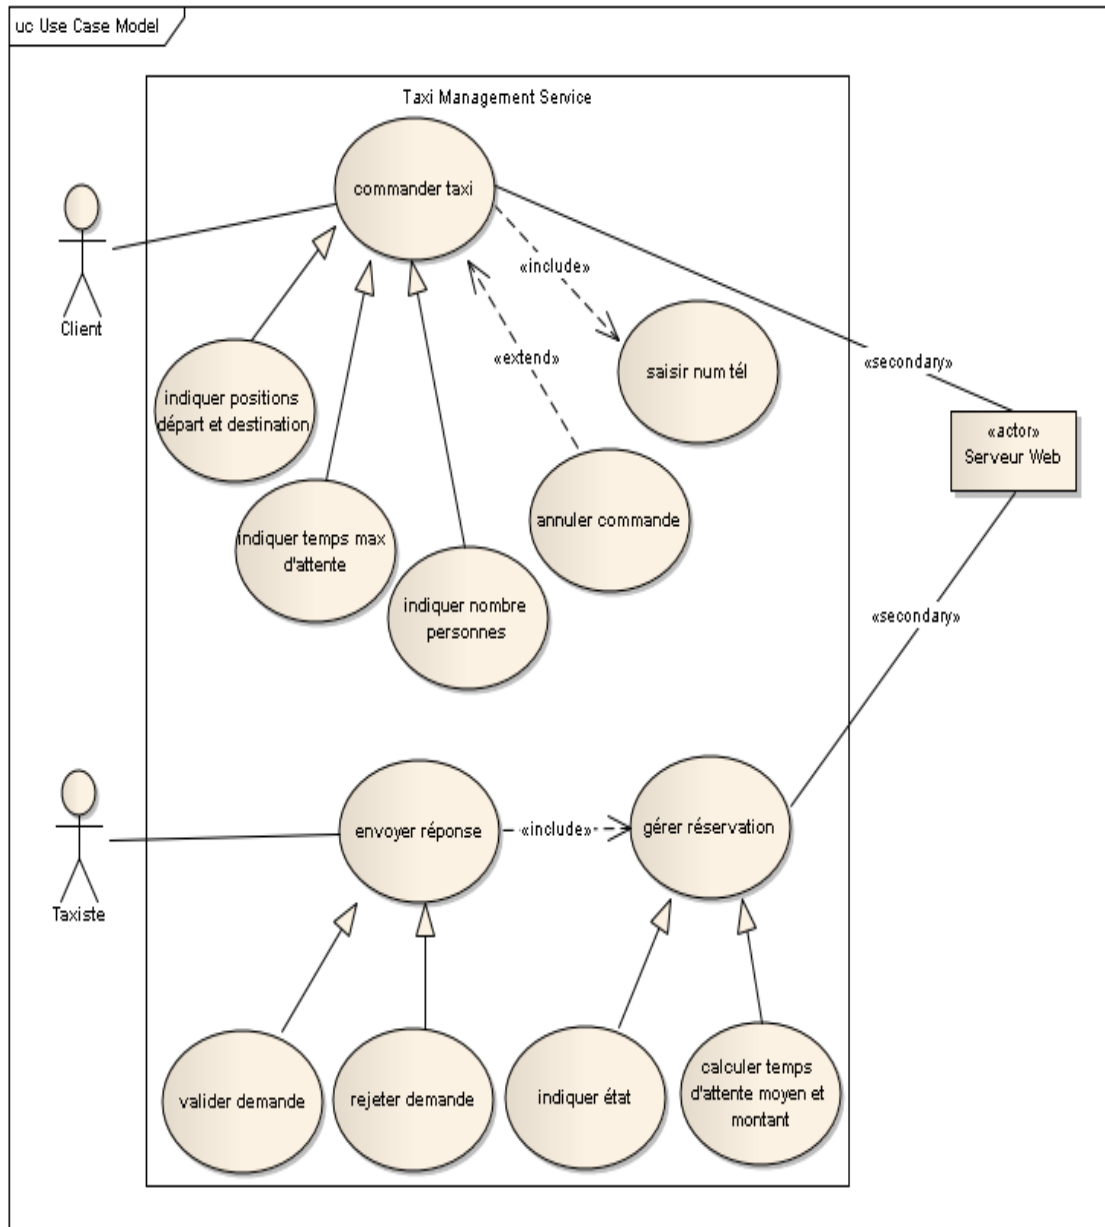 uc Use Case Model
Taxi Management Service
commander taxi
«include»
Client
«extend»
saisir num tél
«secondary»
indiquer positions
départ et destination
«actor»
Serveur Web
annuler commande
indiquer temps max
d'attente
indiquer nombre
personnes
«secondary»
envoyer réponse
«include»
gérer réservation
Taxiste
valider demande
rejeter demande
indiquer état
calculer temps
d'attente moyen et
montant